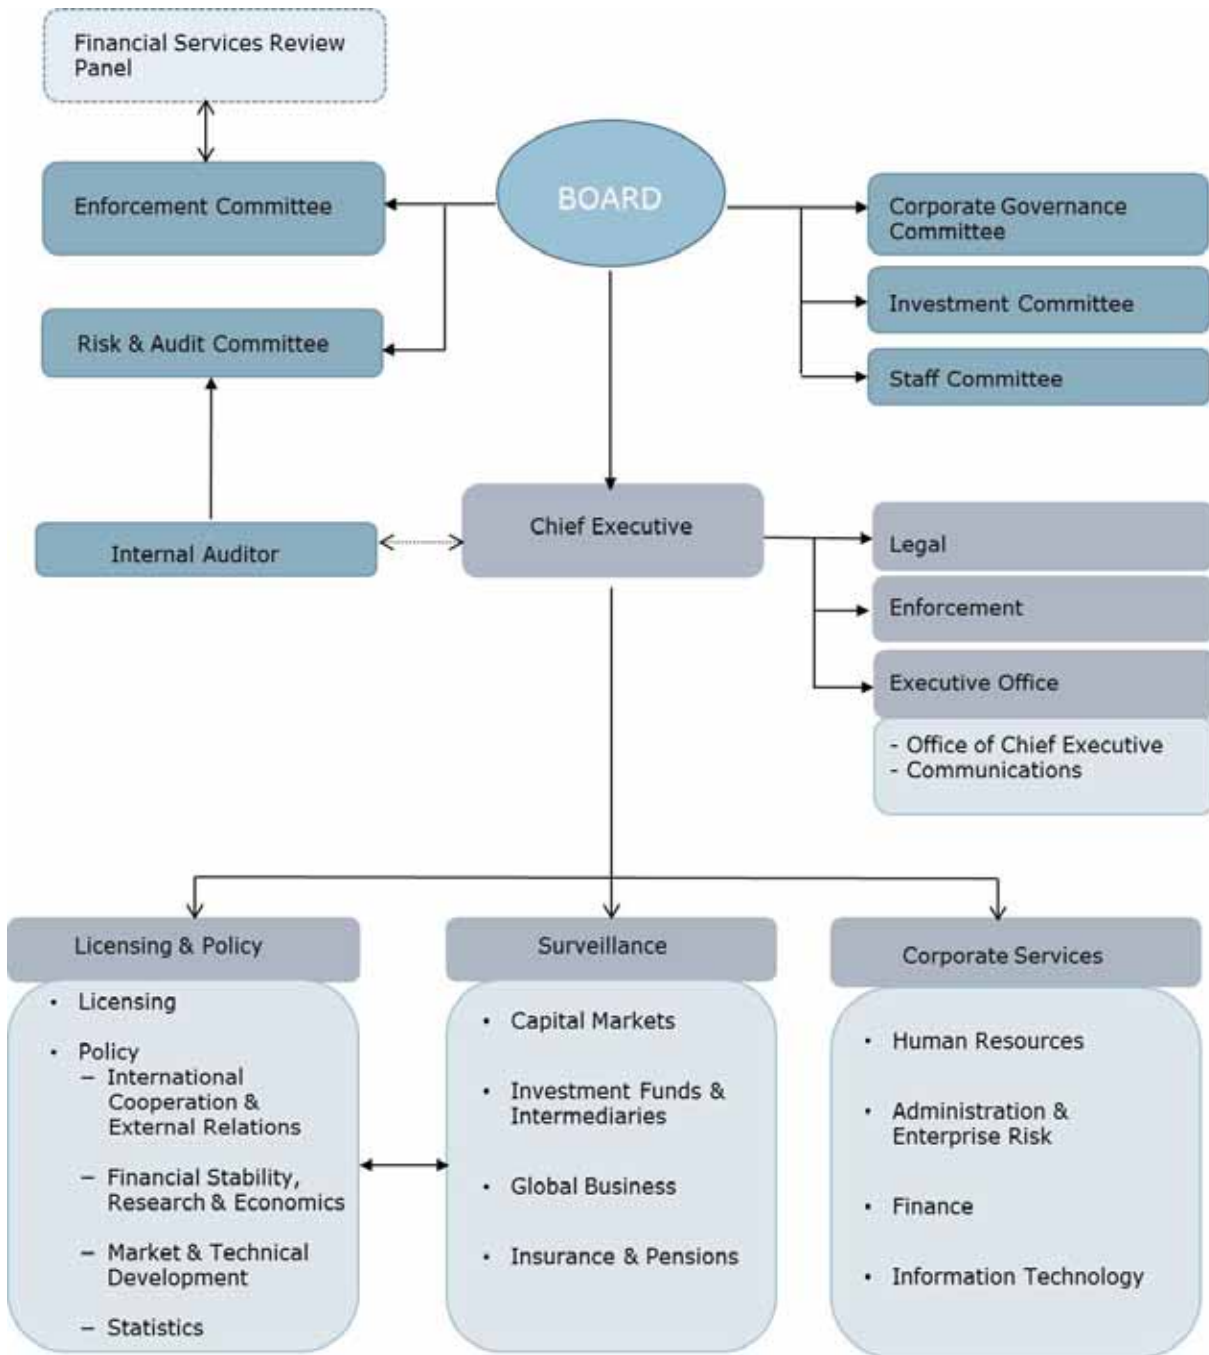 Financial Services Review
Panel
Enforcement Committee
BOARD
Corporate Governance
Committee
Investment Committee
Risk & Audit Committee
Staff Committee
Chief Executive
Internal Auditor
Legal
Enforcement
Executive Office
- Office of Chief Executive
- Communications
Licensing & Policy
• Licensing
• Policy
– International
Cooperation &
External Relations
– Financial Stability,
Research & Economics
– Market & Technical
Development
– Statistics
Surveillance
• Capital Markets
• Investment Funds &
Intermediaries
• Global Business
• Insurance & Pensions
Corporate Services
• Human Resources
• Administration &
Enterprise Risk
• Finance
• Information Technology